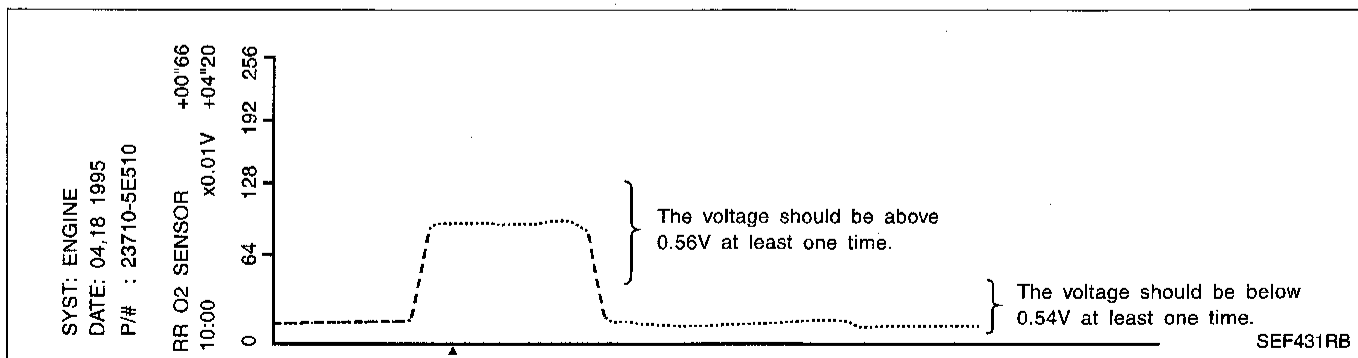 SYST: ENGINE
DATE: 04,18 1995
P/# : 23710-5E510
RR O2 SENSOR +00"66
10:00 x0.01V +04"20
256
192
128
64
0
The voltage should be above
0.56V at least one time.
The voltage should be below
0.54V at least one time.
SEF431RB